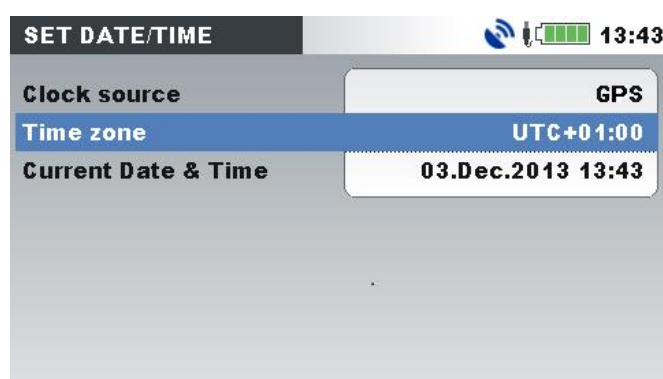 SET DATE/TIME 13:43
Clock source GPS
Time zone UTC+01:00
Current Date & Time 03.Dec.2013 13:43